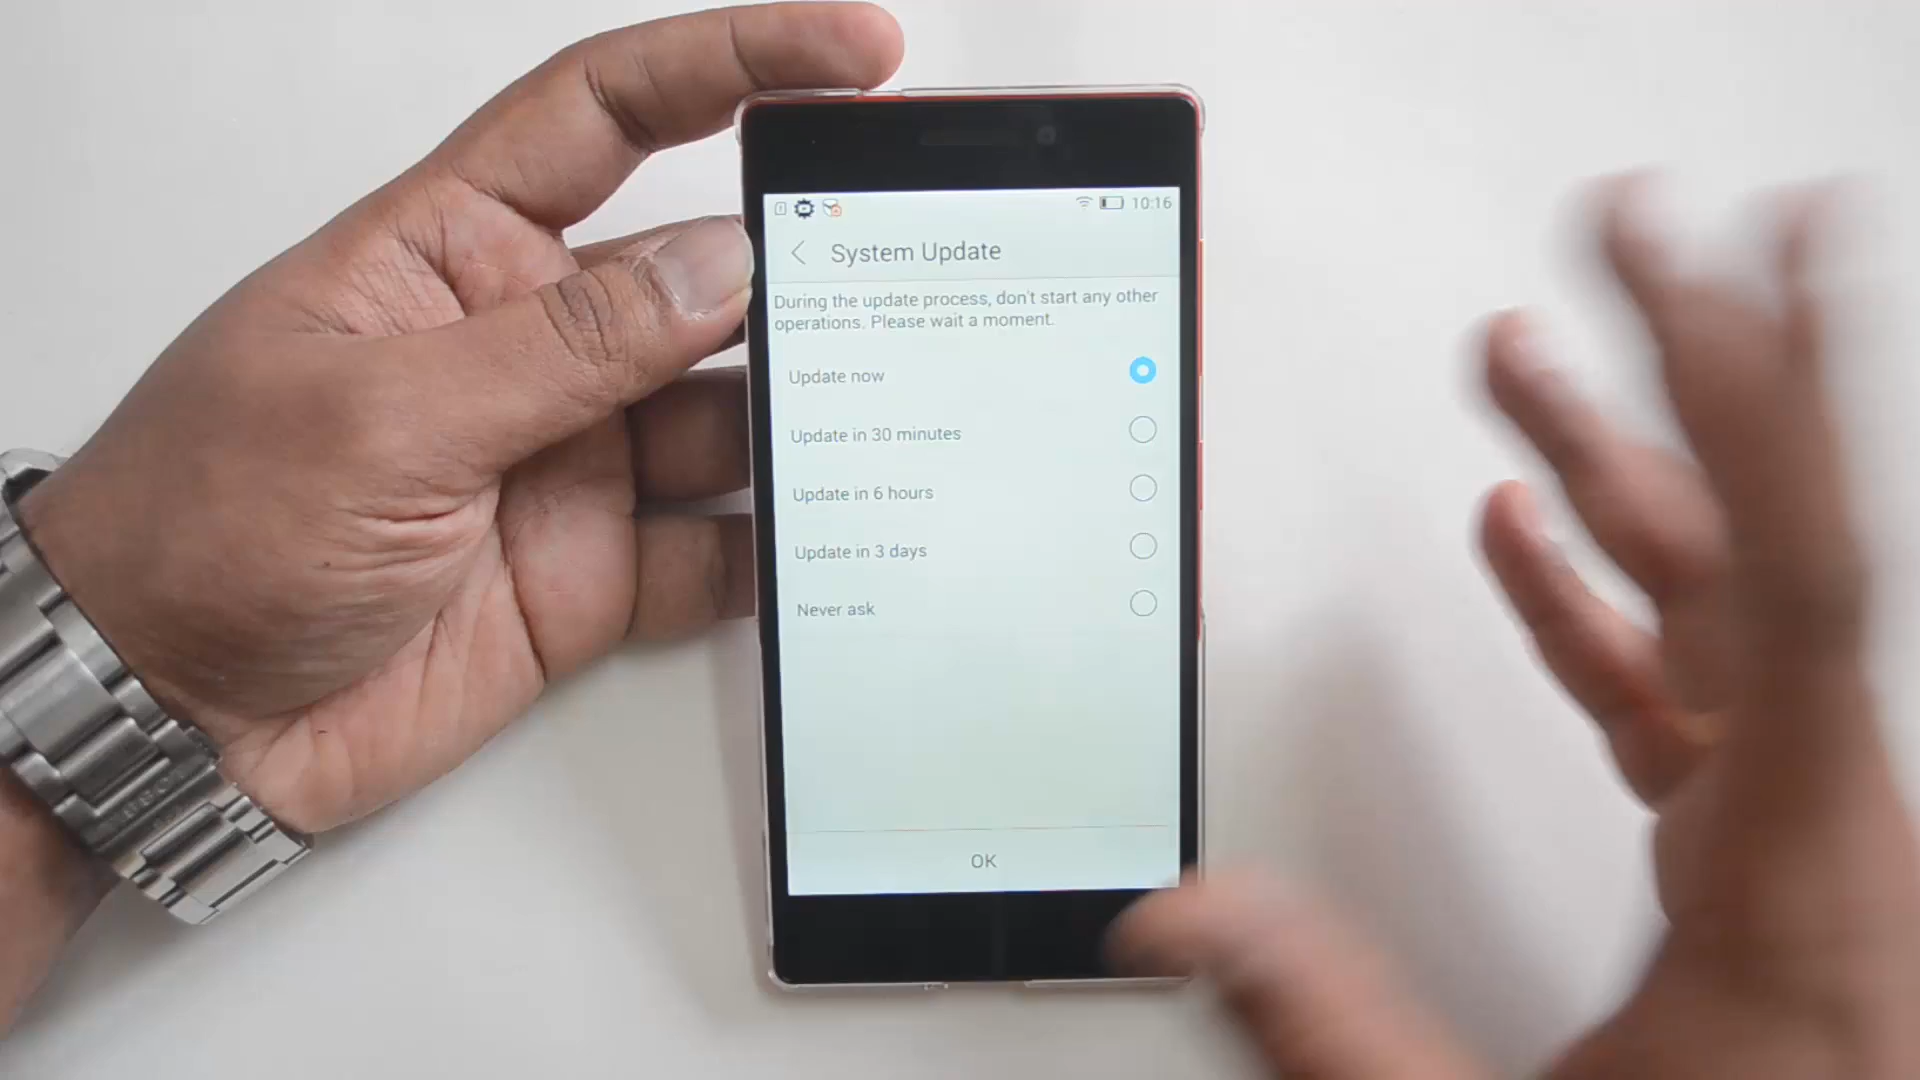 10:16
System Update
During the update process, don't start any other
operations. Please wait a moment.
Update now
Update in 30 minutes
Update in 6 hours
Update in 3 days
Never ask
OK